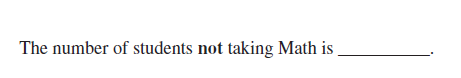 The number of students not taking Math is __________.